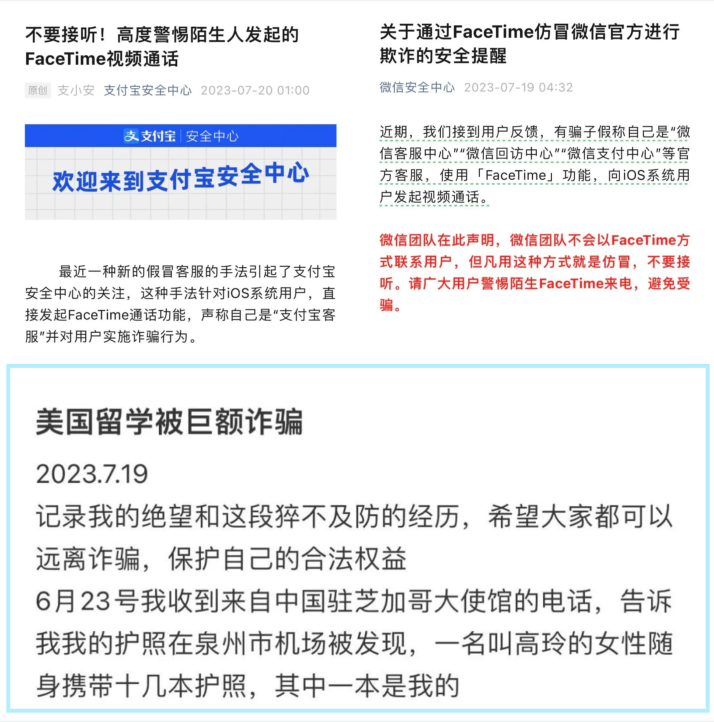 不要接听！高度警惕陌生人发起的
FaceTime视频通话
原创 支小安 支付宝安全中心 2023-07-20 01:00
支付宝 | 安全中心
欢迎来到支付宝安全中心
最近一种新的假冒客服的手法引起了支付宝
安全中心的关注，这种手法针对iOS系统用户，直
接发起FaceTime通话功能，声称自己是“支付宝客
服”并对用户实施诈骗行为。
关于通过FaceTime仿冒微信官方进行
欺诈的安全提醒
微信安全中心 2023-07-19 04:32
近期，我们接到用户反馈，有骗子假称自己是“微
信客服中心”“微信回访中心”“微信支付中心”等官
方客服，使用「FaceTime」功能，向iOS系统用
户发起视频通话。
微信团队在此声明，微信团队不会以FaceTime方
式联系用户，但凡用这种方式就是仿冒，不要接
听。请广大用户警惕陌生FaceTime来电，避免受
骗。
美国留学被巨额诈骗
2023.7.19
记录我的绝望和这段猝不及防的经历，希望大家都可以
远离诈骗，保护自己的合法权益
6月23号我收到来自中国驻芝加哥大使馆的电话，告诉
我我的护照在泉州市机场被发现，一名叫高玲的女性随
身携带十几本护照，其中一本是我的